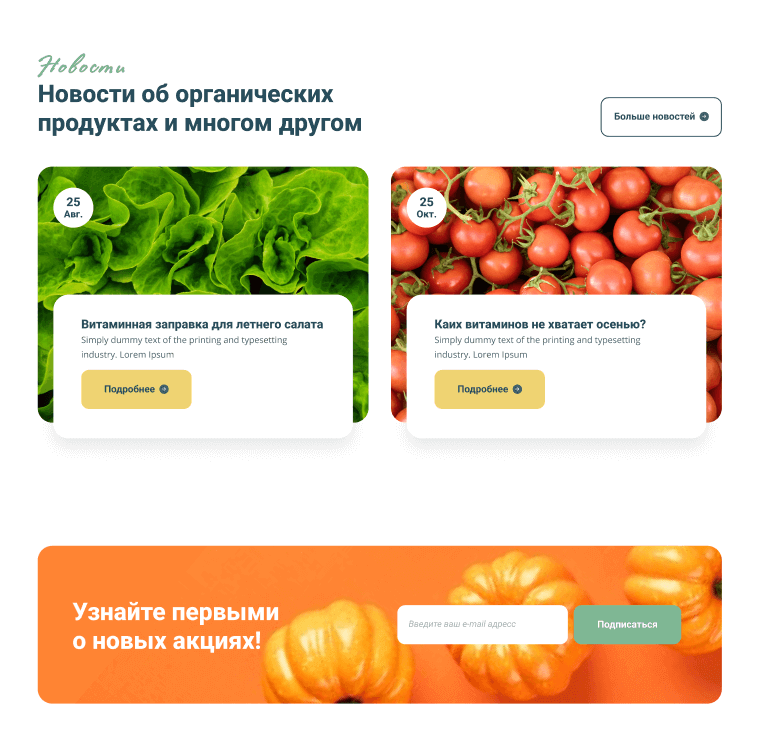 Новости
Новости об органических
продуктах и многом другом
Больше новостей
25
Авг.
25
Окт.
Витаминная заправка для летнего салата
Simply dummy text of the printing and typesetting
industry. Lorem Ipsum
Подробнее
Каих витаминов не хватает осенью?
Simply dummy text of the printing and typesetting
industry. Lorem Ipsum
Подробнее
Узнайте первыми
о новых акциях!
Введите ваш e-mail адресс
Подписаться